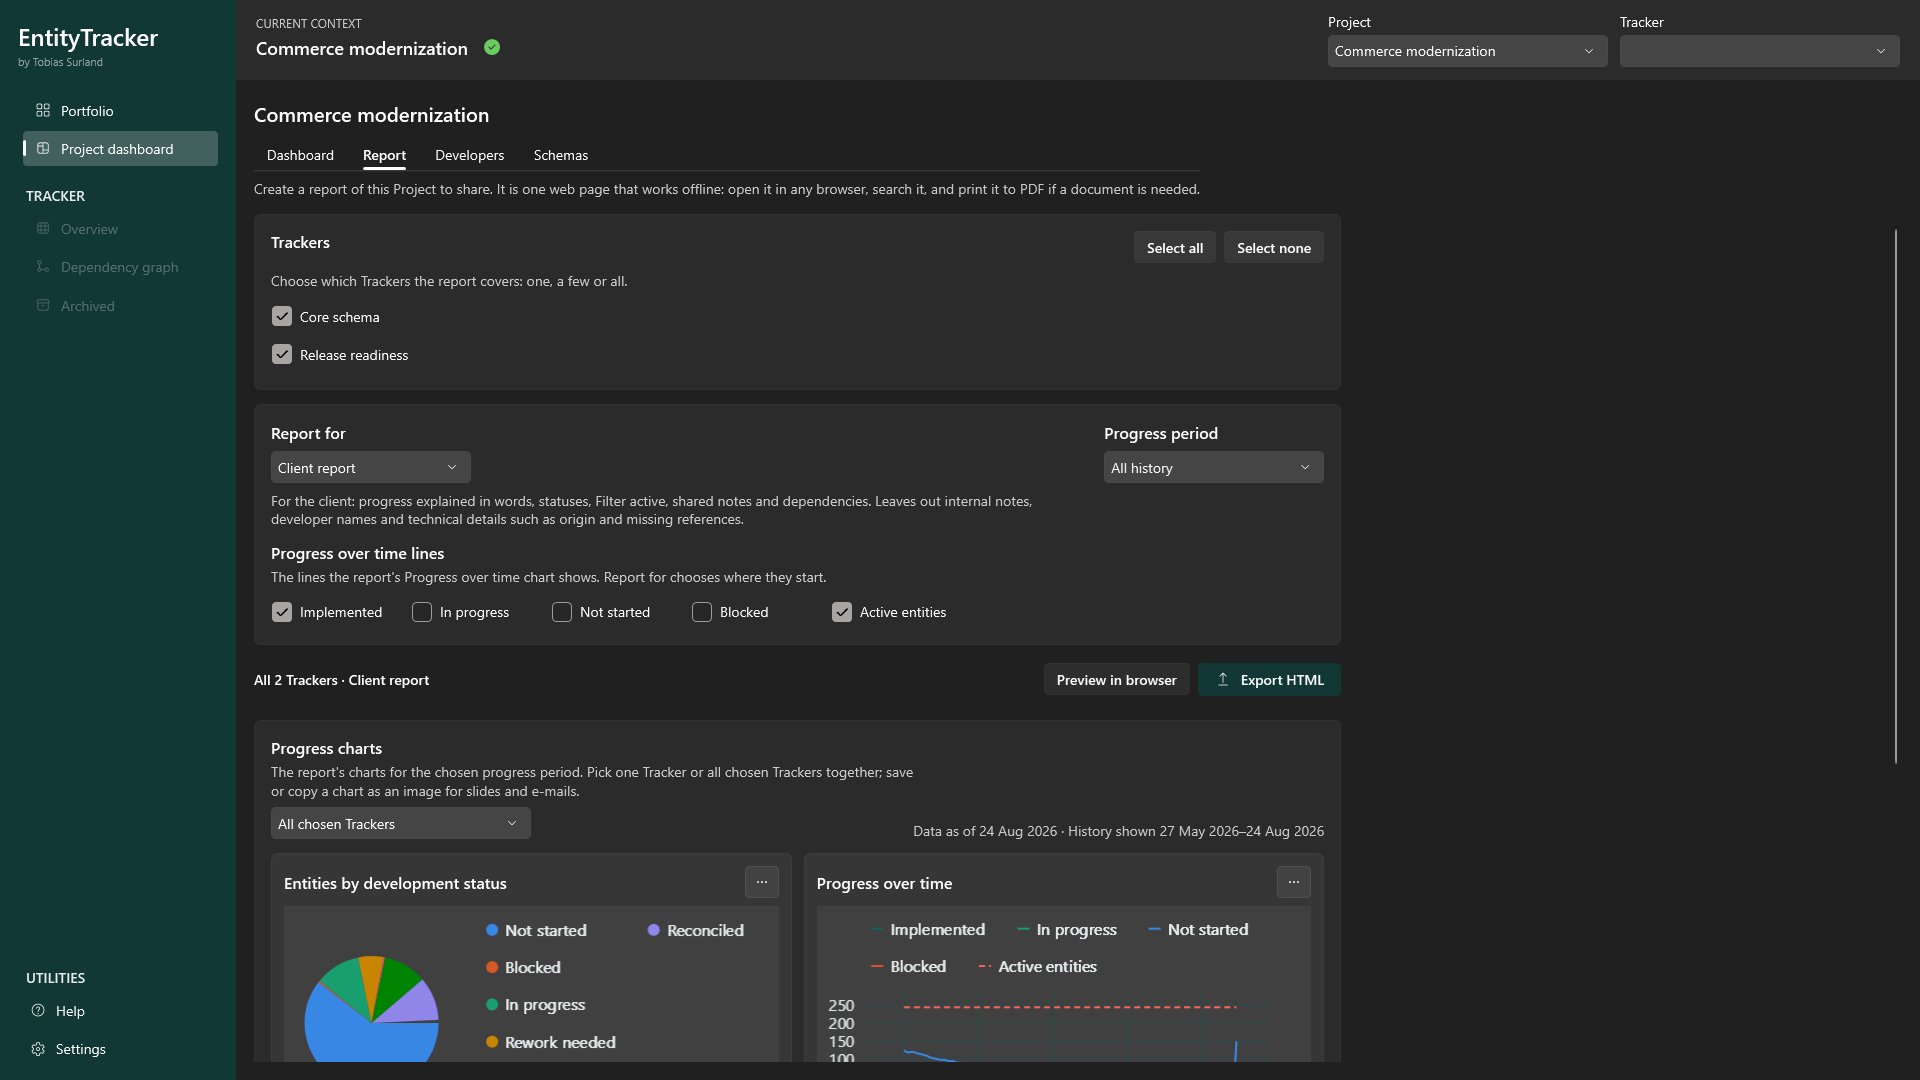 EntityTracker
by Tobias Surland
Portfolio
Project dashboard
TRACKER
Overview
Dependency graph
Archived
UTILITIES
Help
Settings
CURRENT CONTEXT
Commerce modernization
Project
Commerce modernization
Tracker
Commerce modernization
Dashboard
Report
Developers
Schemas
Create a report of this Project to share. It is one web page that works offline: open it in any browser, search it, and print it to PDF if a document is needed.
Trackers
Select all
Select none
Choose which Trackers the report covers: one, a few or all.
Core schema
Release readiness
Report for
Client report
Progress period
All history
For the client: progress explained in words, statuses, Filter active, shared notes and dependencies. Leaves out internal notes,
developer names and technical details such as origin and missing references.
Progress over time lines
The lines the report's Progress over time chart shows. Report for chooses where they start.
Implemented
In progress
Not started
Blocked
Active entities
All 2 Trackers · Client report
Preview in browser
Export HTML
Progress charts
The report's charts for the chosen progress period. Pick one Tracker or all chosen Trackers together; save
or copy a chart as an image for slides and e-mails.
All chosen Trackers
Data as of 24 Aug 2026 · History shown 27 May 2026–24 Aug 2026
Entities by development status
Not started
Reconciled
Blocked
In progress
Rework needed
Progress over time
Implemented
In progress
Not started
Blocked
Active entities
250
200
150
100